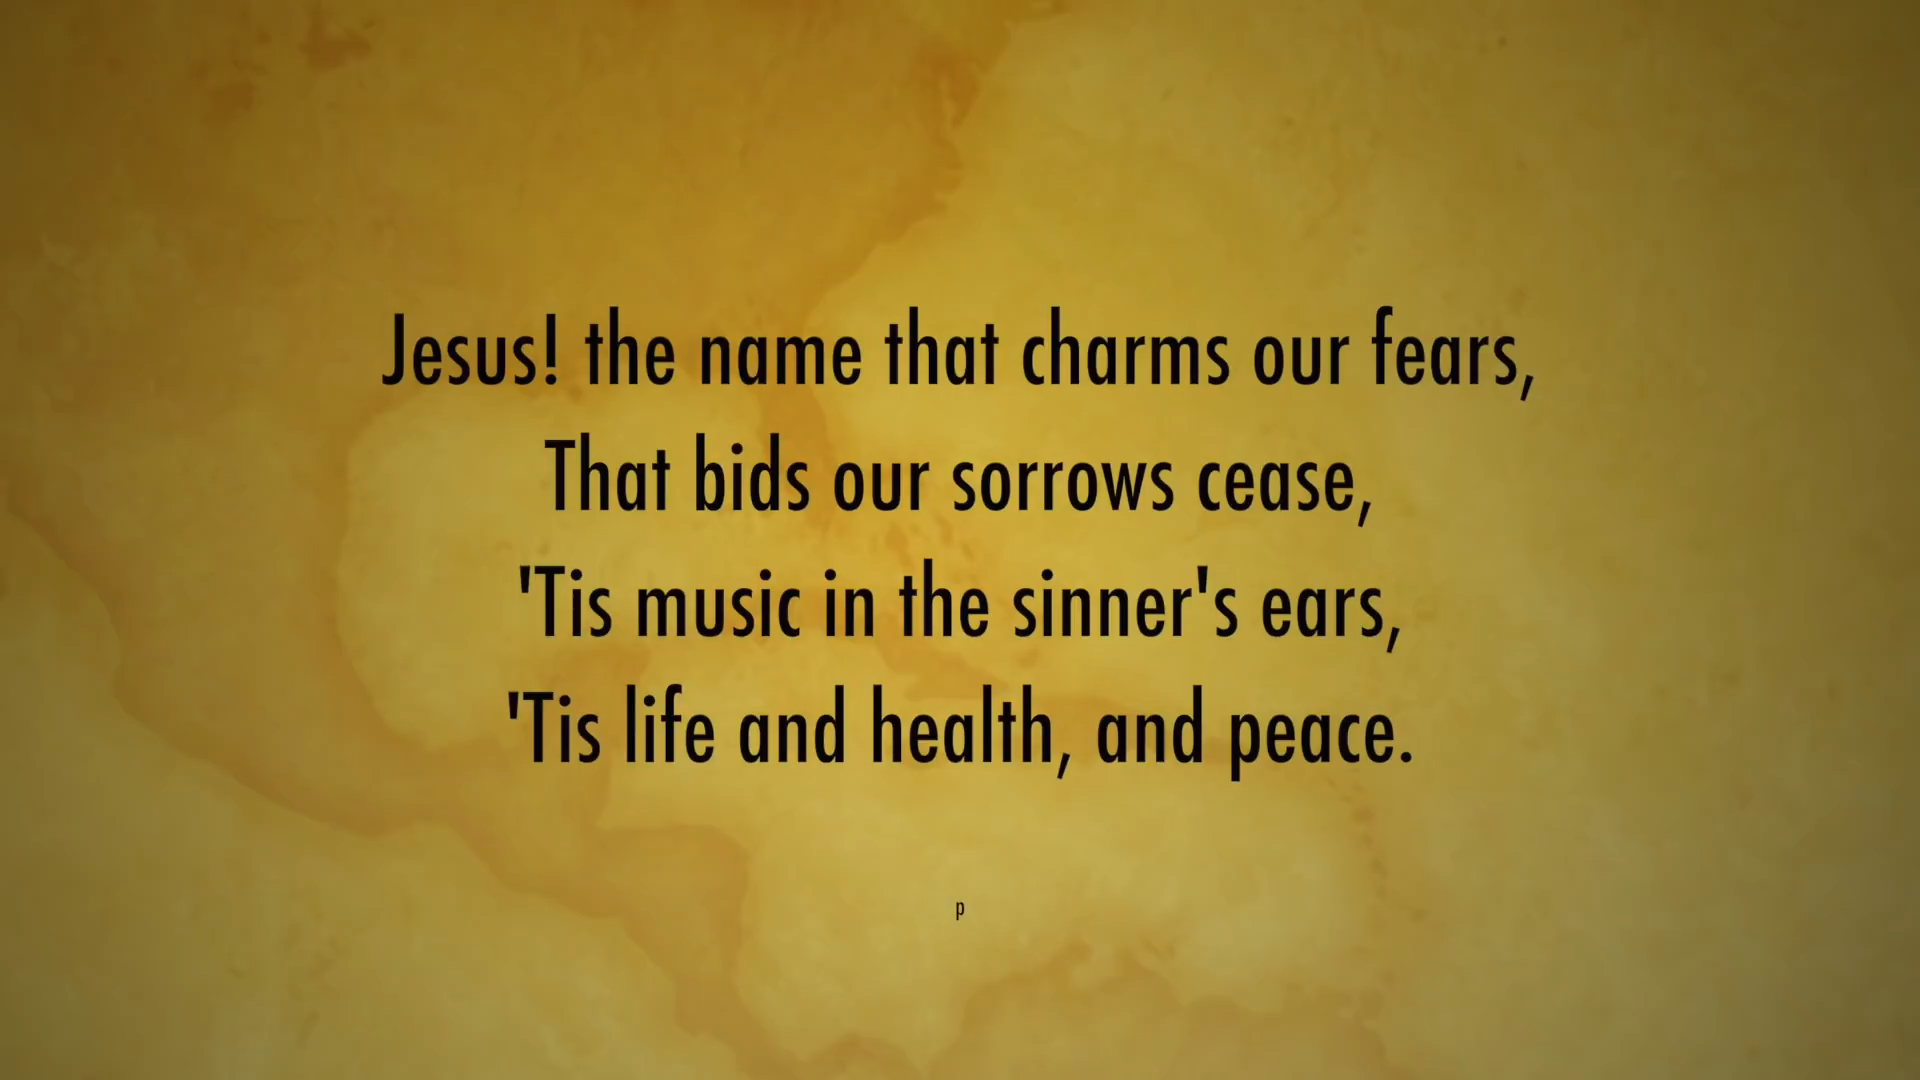 Jesus! the name that charms our fears,
That bids our sorrows cease,
'Tis music in the sinner's ears,
'Tis life and health, and peace.
p